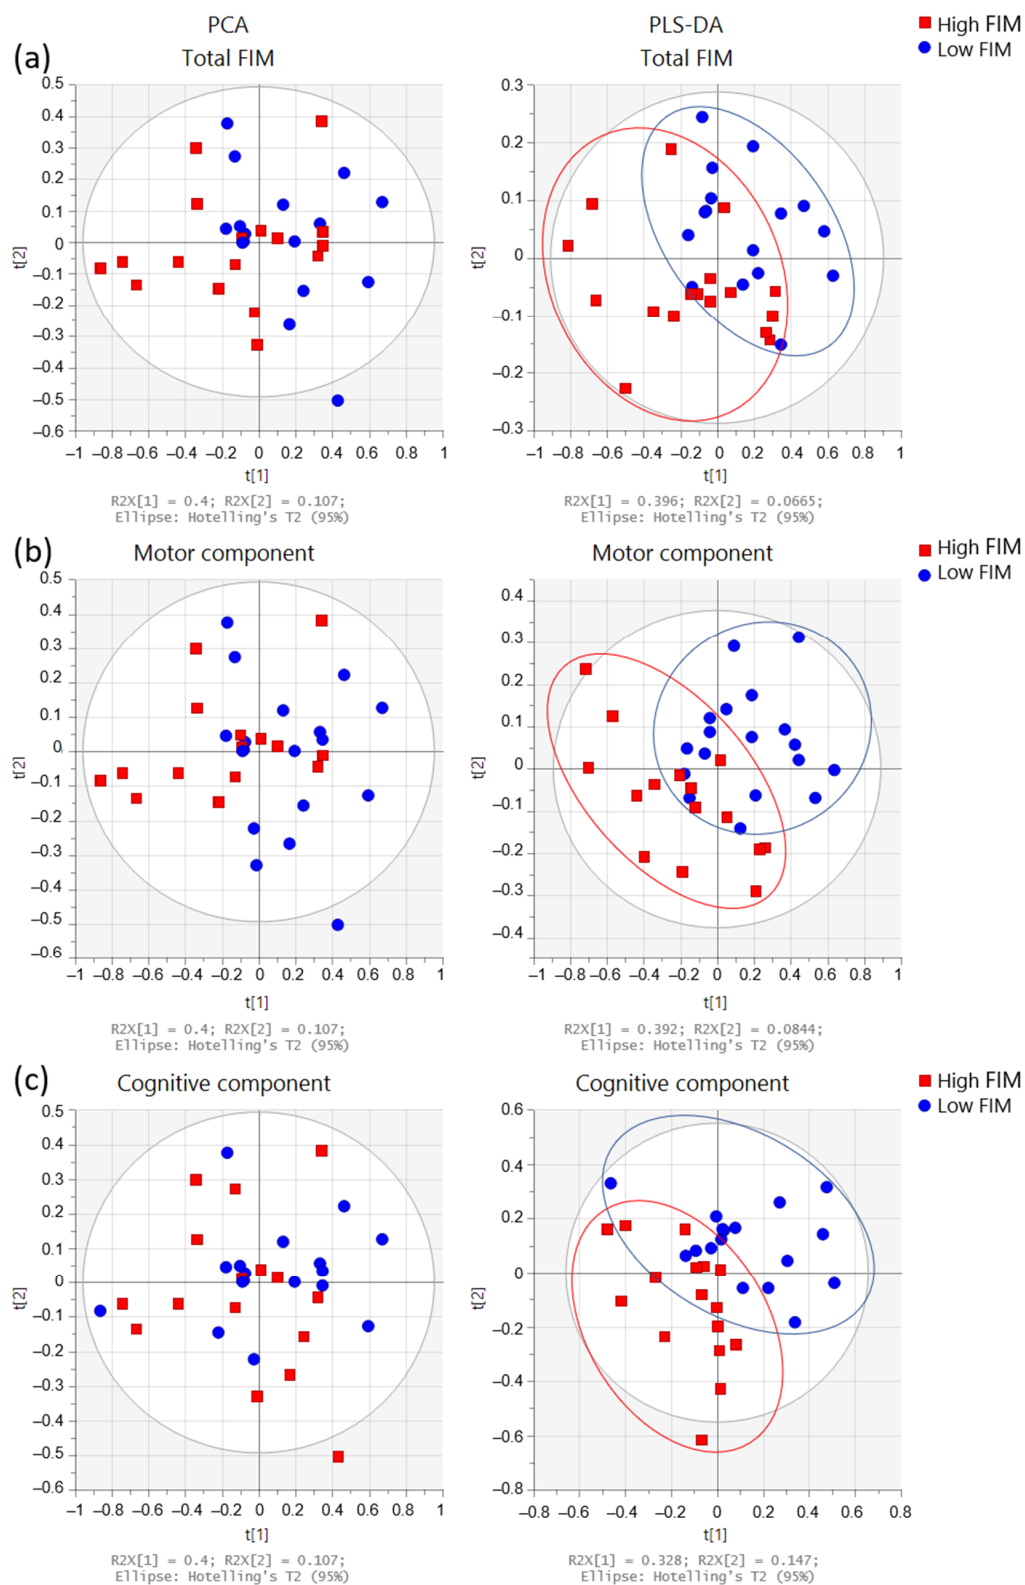 PCA
PLS-DA
High FIM
Low FIM
(a)
Total FIM
Total FIM
0.5
0.4
0.3
0.2
0.1
0
−0.1
−0.2
−0.3
−0.4
−0.5
−0.6
t[2]
−1 −0.8 −0.6 −0.4 −0.2 0 0.2 0.4 0.6 0.8 1
t[1]
R2X[1] = 0.4; R2X[2] = 0.107;
Ellipse: Hotelling's T2 (95%)
0.3
0.2
0.1
0
−0.1
−0.2
−0.3
t[2]
−1 −0.8 −0.6 −0.4 −0.2 0 0.2 0.4 0.6 0.8 1
t[1]
R2X[1] = 0.396; R2X[2] = 0.0665;
Ellipse: Hotelling's T2 (95%)
(b)
Motor component
Motor component
High FIM
Low FIM
0.5
0.4
0.3
0.2
0.1
0
−0.1
−0.2
−0.3
−0.4
−0.5
−0.6
t[2]
−1 −0.8 −0.6 −0.4 −0.2 0 0.2 0.4 0.6 0.8 1
t[1]
R2X[1] = 0.4; R2X[2] = 0.107;
Ellipse: Hotelling's T2 (95%)
0.4
0.3
0.2
0.1
0
−0.1
−0.2
−0.3
−0.4
t[2]
−1 −0.8 −0.6 −0.4 −0.2 0 0.2 0.4 0.6 0.8 1
t[1]
R2X[1] = 0.392; R2X[2] = 0.0844;
Ellipse: Hotelling's T2 (95%)
(c)
Cognitive component
Cognitive component
High FIM
Low FIM
0.5
0.4
0.3
0.2
0.1
0
−0.1
−0.2
−0.3
−0.4
−0.5
−0.6
t[2]
−1 −0.8 −0.6 −0.4 −0.2 0 0.2 0.4 0.6 0.8 1
t[1]
R2X[1] = 0.4; R2X[2] = 0.107;
Ellipse: Hotelling's T2 (95%)
0.6
0.4
0.2
0
−0.2
−0.4
−0.6
−0.8
t[2]
−0.8 −0.6 −0.4 −0.2 0 0.2 0.4 0.6 0.8
t[1]
R2X[1] = 0.328; R2X[2] = 0.147;
Ellipse: Hotelling's T2 (95%)